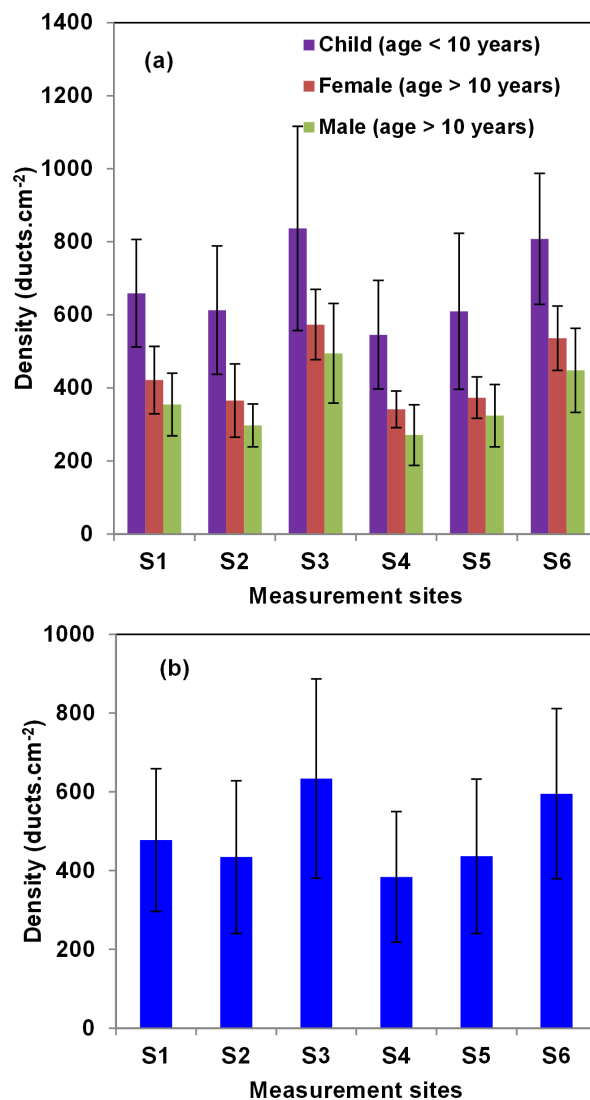 1400
1200
1000
800
600
400
200
0
Density (ducts.cm-2)
(a)
Child (age < 10 years)
Female (age > 10 years)
Male (age > 10 years)
S1 S2 S3 S4 S5 S6
Measurement sites
1000
800
600
400
200
0
Density (ducts.cm-2)
(b)
S1 S2 S3 S4 S5 S6
Measurement sites